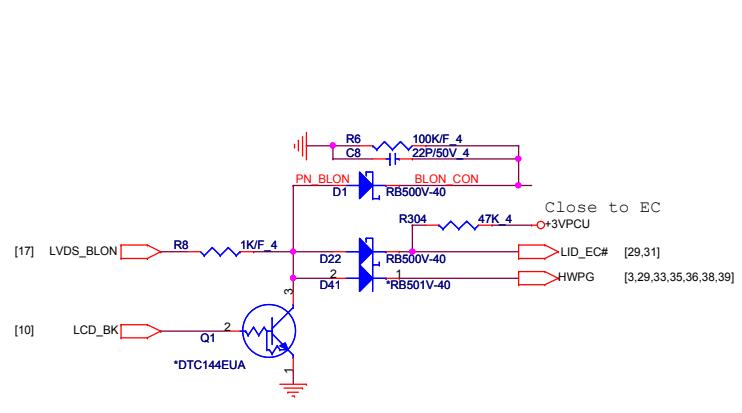 R6 100K/F_4
C8 22P/50V_4
PN_BLON BLON_CON
D1 RB500V-40
Close to EC
R304 47K_4 +3VPCU
[17] LVDS_BLON R8 1K/F_4 LID_EC# [29,31]
D22 RB500V-40
2 1 HWPG [3,29,33,35,36,38,39]
D41 *RB501V-40
3
[10] LCD_BK 2
Q1
*DTC144EUA
1